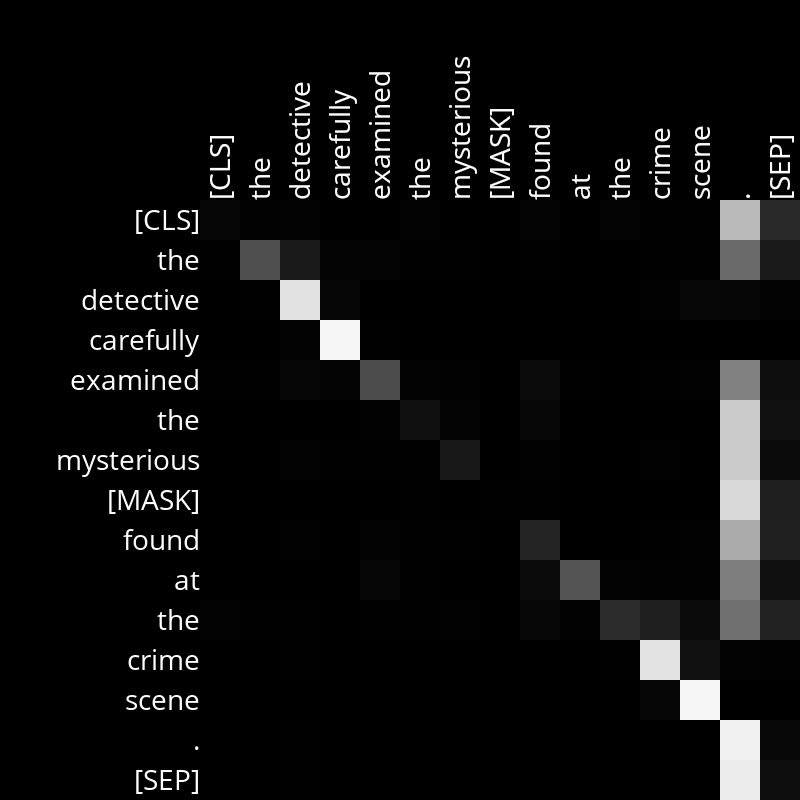 [CLS]
the
detective
carefully
examined
the
mysterious
[MASK]
found
at
the
crime
scene
.
[SEP]
[CLS]
the
detective
carefully
examined
the
mysterious
[MASK]
found
at
the
crime
scene
.
[SEP]